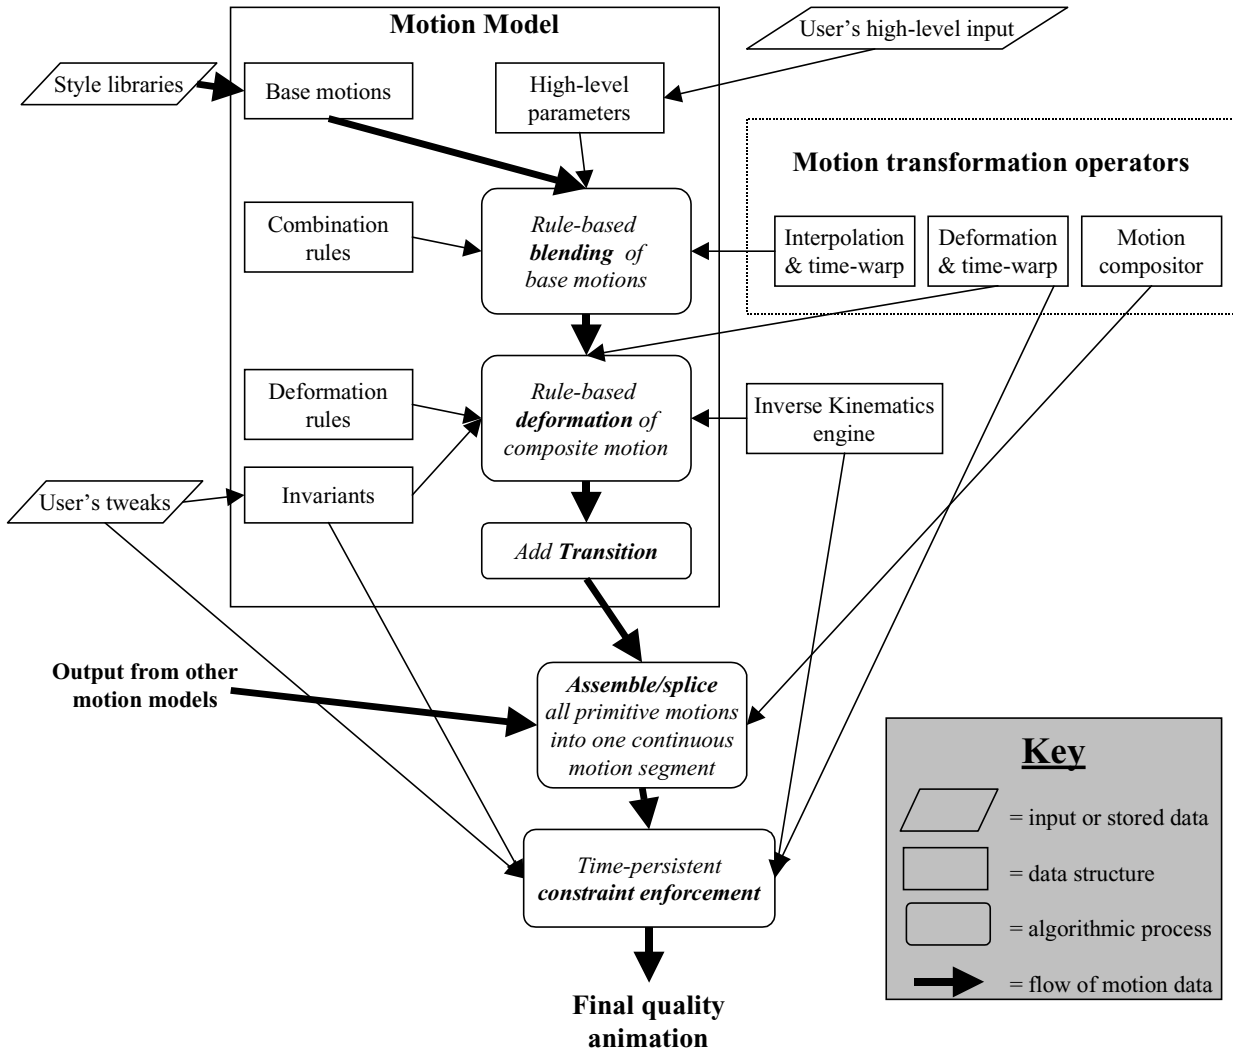 Motion Model
User's high-level input
Style libraries
Base motions
High-level
parameters
Motion transformation operators
Combination
rules
Rule-based
blending of
base motions
Interpolation
& time-warp
Deformation
& time-warp
Motion
compositor
Deformation
rules
Rule-based
deformation of
composite motion
Inverse Kinematics
engine
User's tweaks
Invariants
Add Transition
Output from other
motion models
Assemble/splice
all primitive motions
into one continuous
motion segment
Time-persistent
constraint enforcement
Final quality
animation
Key
= input or stored data
= data structure
= algorithmic process
= flow of motion data